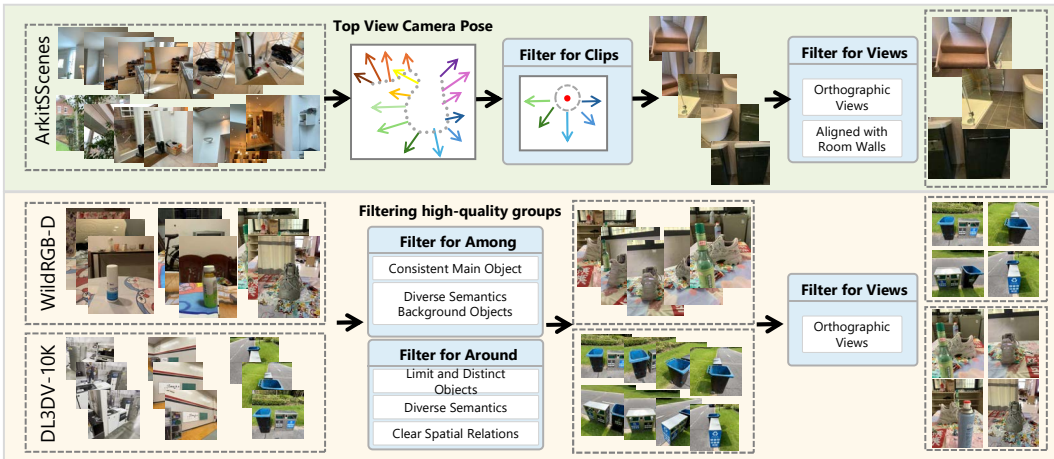 ArkitSScenes
Top View Camera Pose
Filter for Clips
Filter for Views
Orthographic
Views
Aligned with
Room Walls
WildRGB-D
DL3DV- 10K
Filtering high-quality groups
Filter for Among
Consistent Main Object
Diverse Semantics
Background Objects
Filter for Around
Limit and Distinct
Objects
Diverse Semantics
Clear Spatial Relations
Filter for Views
Orthographic
Views